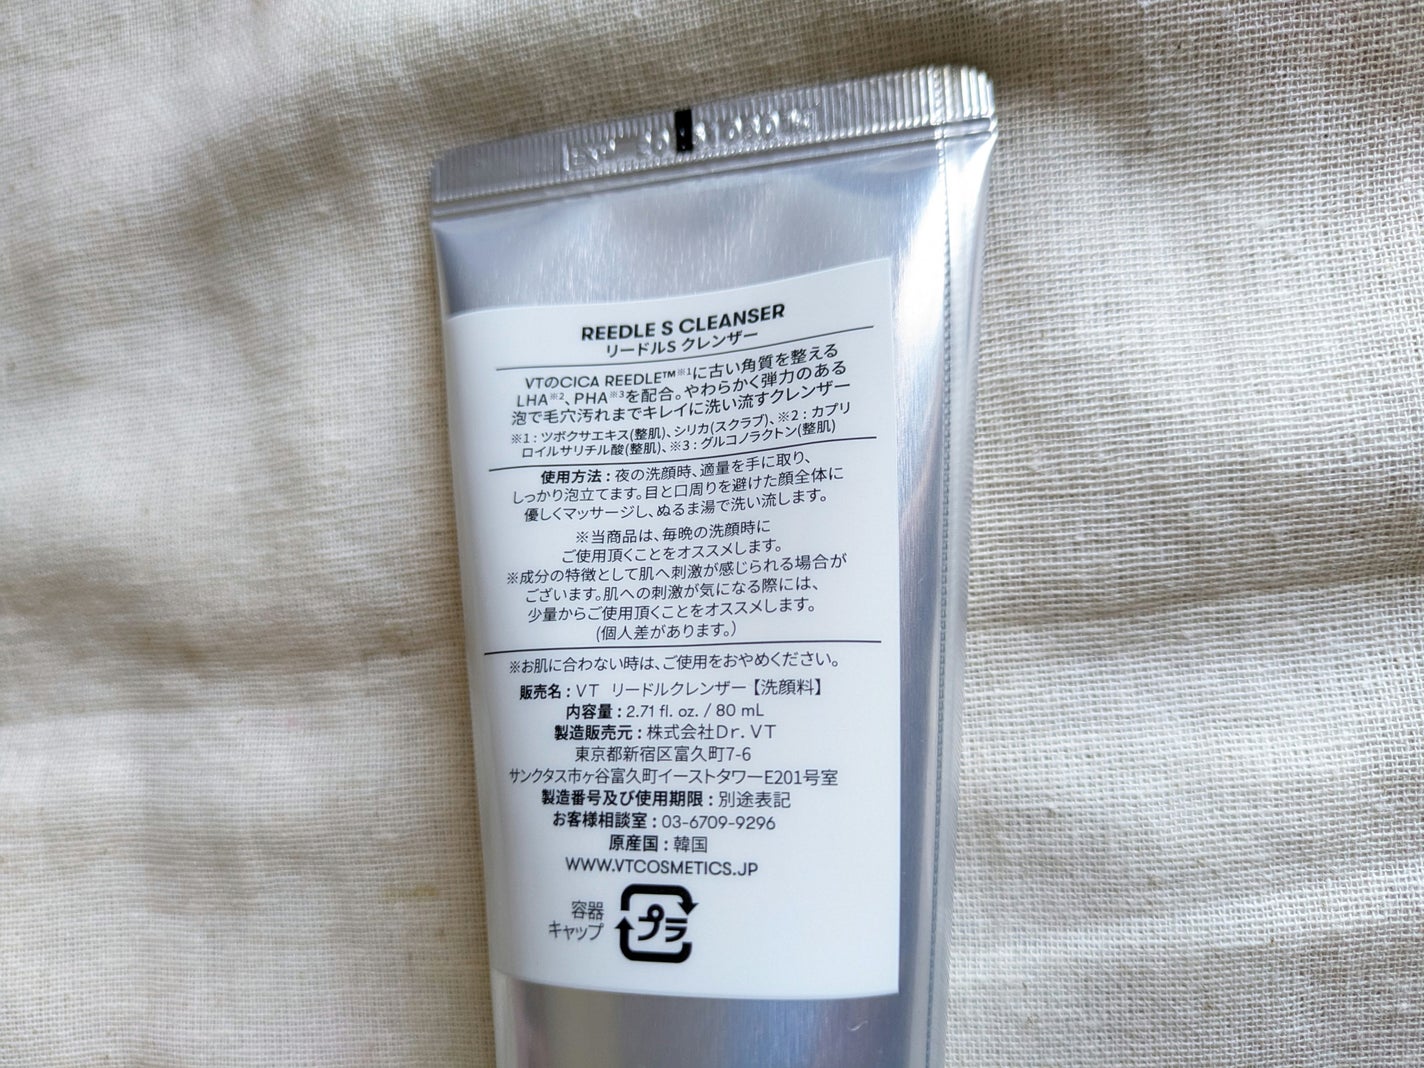 REEDLE S CLEANSER
リードルS クレンザー
VTのCICA REEDLE™※1に古い角質を整える
LHA※2、PHA※3を配合。やわらかく弾力のある
泡で毛穴汚れまでキレイに洗い流すクレンザー
※1 : ツボクサエキス(整肌)、シリカ(スクラブ)、※2 : カプリ
ロイルサリチル酸(整肌)、※3 : グルコノラクトン(整肌)
使用方法 : 夜の洗顔時、適量を手に取り、
しっかり泡立てます。目と口周りを避けた顔全体に
優しくマッサージし、ぬるま湯で洗い流します。
※当商品は、毎晩の洗顔時に
ご使用頂くことをオススメします。
※成分の特徴として肌へ刺激が感じられる場合が
ございます。肌への刺激が気になる際には、
少量からご使用頂くことをオススメします。
(個人差があります。)
※お肌に合わない時は、ご使用をおやめください。
販売名 : ＶＴ　リードルクレンザー【洗顔料】
内容量 : 2.71 fl. oz. / 80 mL
製造販売元 : 株式会社Ｄｒ．ＶＴ
東京都新宿区富久町7-6
サンクタス市ヶ谷富久町イーストタワーE201号室
製造番号及び使用期限 : 別途表記
お客様相談室 : 03-6709-9296
原産国 : 韓国
WWW.VTCOSMETICS.JP
容器
キャップ
プラ